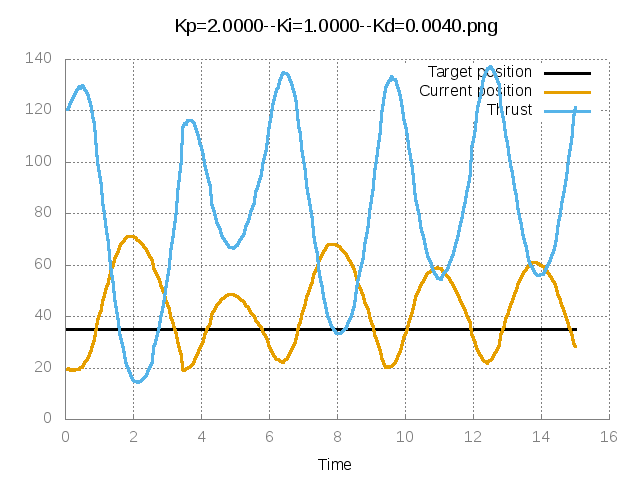 Kp=2.0000--Ki=1.0000--Kd=0.0040.png
140
120
100
80
60
40
20
0
Target position
Current position
Thrust
0 2 4 6 8 10 12 14 16
Time